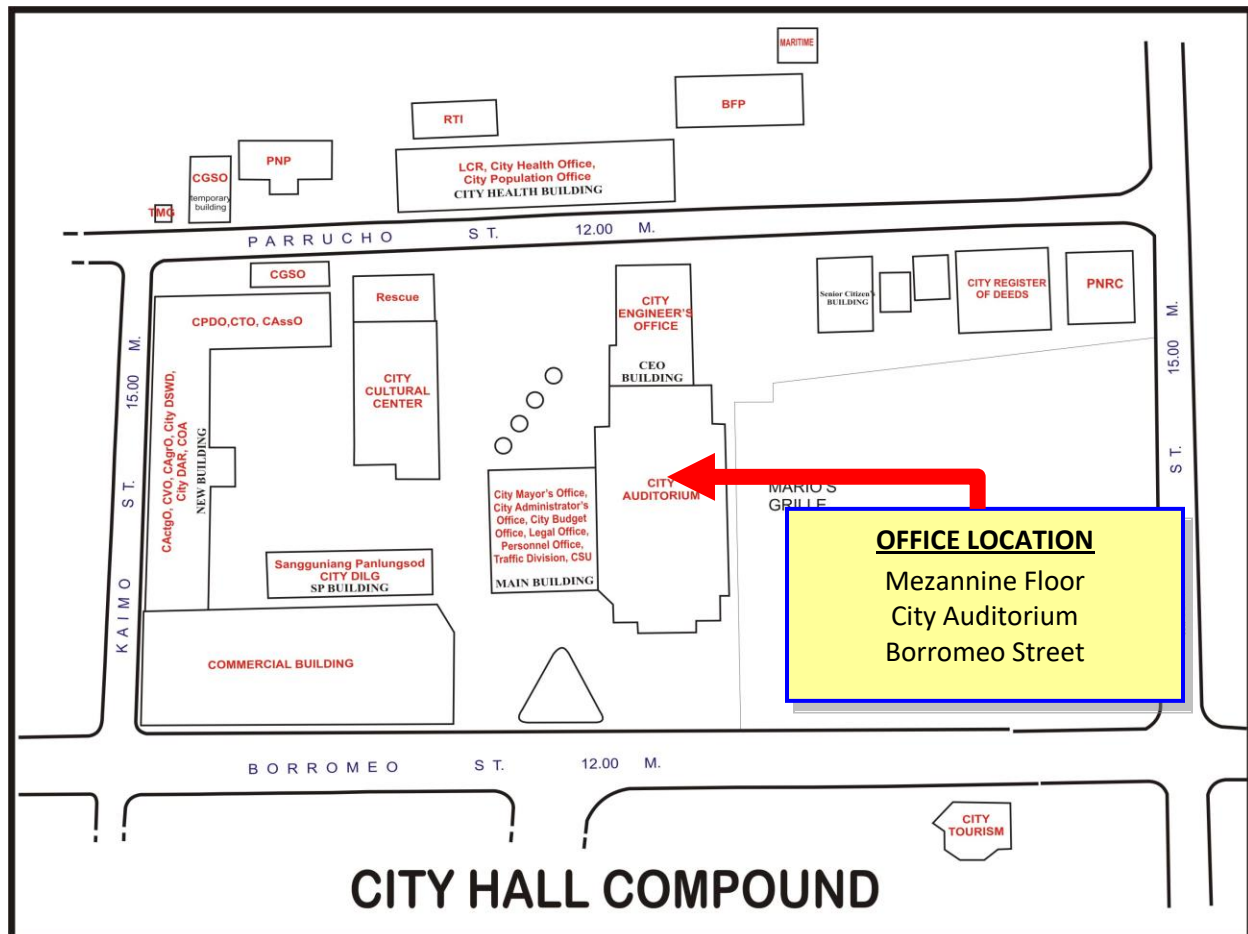 MARITIME
BFP
RTI
PNP
LCR, City Health Office,
City Population Office
CITY HEALTH BUILDING
CGSO
temporary
building
TMG
PARRUCHO ST. 12.00 M.
CGSO
Rescue
CPDO,CTO, CAssO
CITY
ENGINEER'S
OFFICE
CEO
BUILDING
Senior Citizen's
BUILDING
CITY REGISTER
OF DEEDS
PNRC
KAIMO ST. 15.00 M.
CActgO, CVO, CAgrO, City DSWD,
City DAR, COA
NEW BUILDING
CITY
CULTURAL
CENTER
ST. 15.00 M.
City Mayor's Office,
City Administrator's
Office, City Budget
Office, Legal Office,
Personnel Office,
Traffic Division, CSU
MAIN BUILDING
CITY
AUDITORIUM
MARIO'S
GRILLE
OFFICE LOCATION
Mezannine Floor
City Auditorium
Borromeo Street
Sangguniang Panlungsod
CITY DILG
SP BUILDING
COMMERCIAL BUILDING
BORROMEO ST. 12.00 M.
CITY
TOURISM
CITY HALL COMPOUND